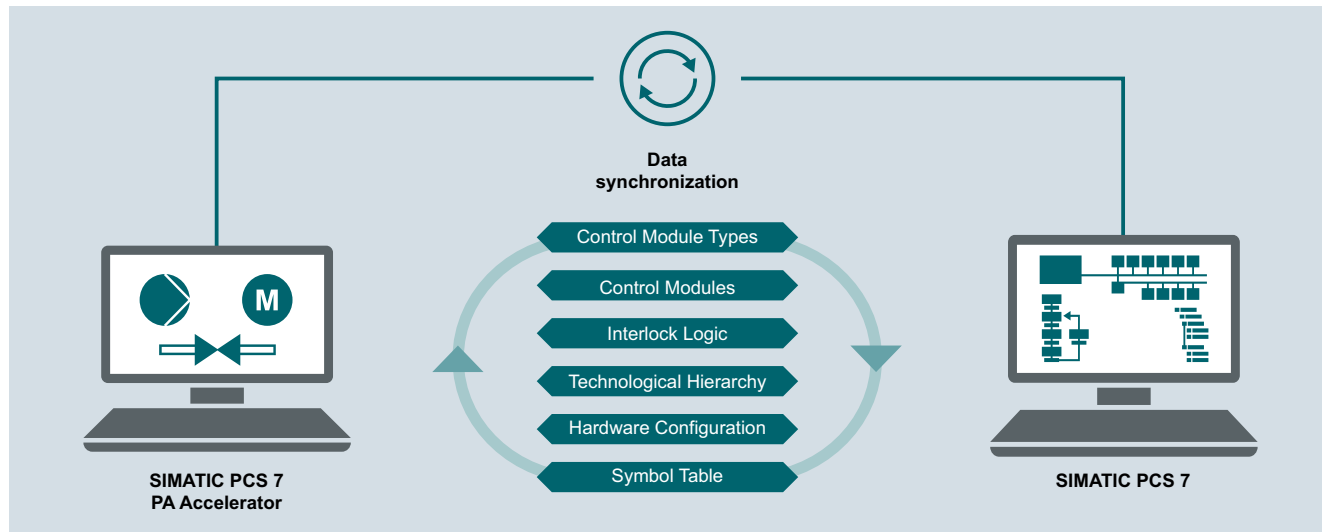 Data
synchronization
Control Module Types
Control Modules
Interlock Logic
Technological Hierarchy
Hardware Configuration
Symbol Table
M
SIMATIC PCS 7
PA Accelerator
SIMATIC PCS 7